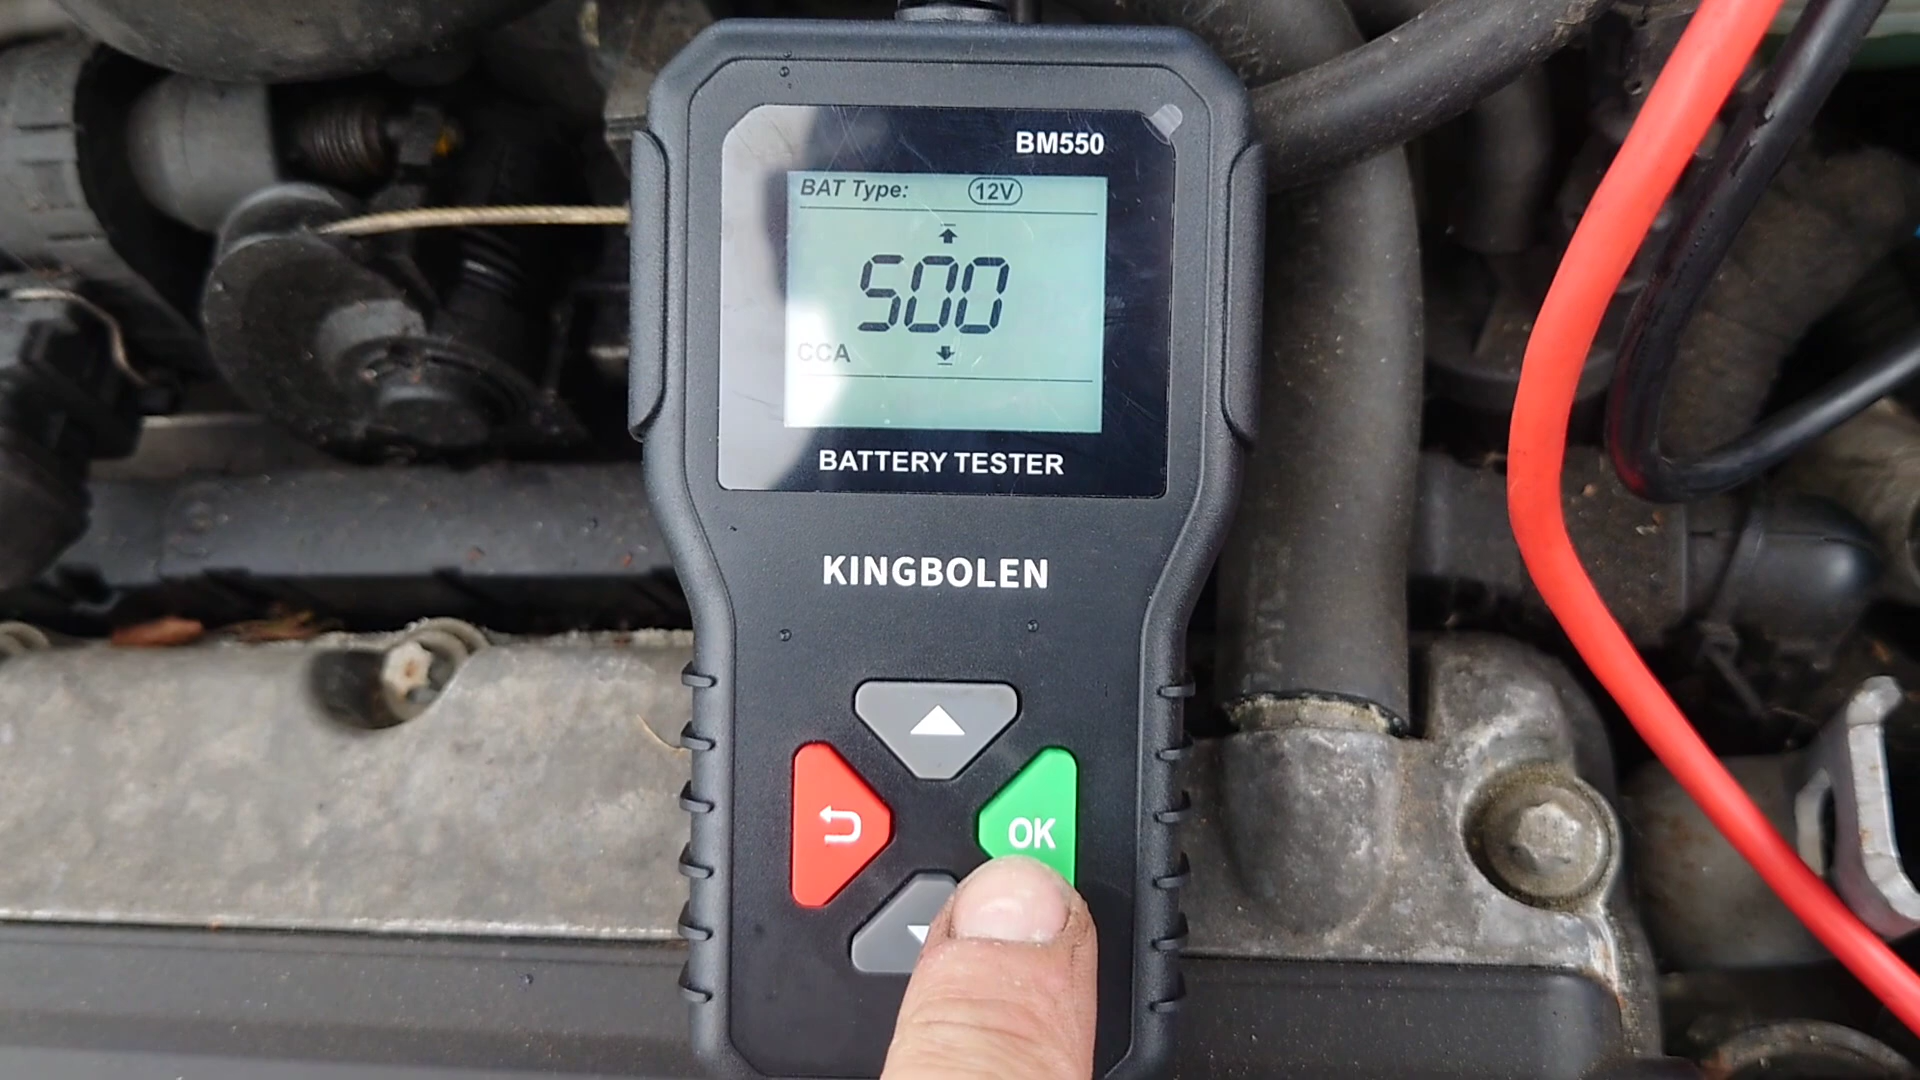 BM550
BAT Type: 12V
500
CCA
BATTERY TESTER
KINGBOLEN
OK